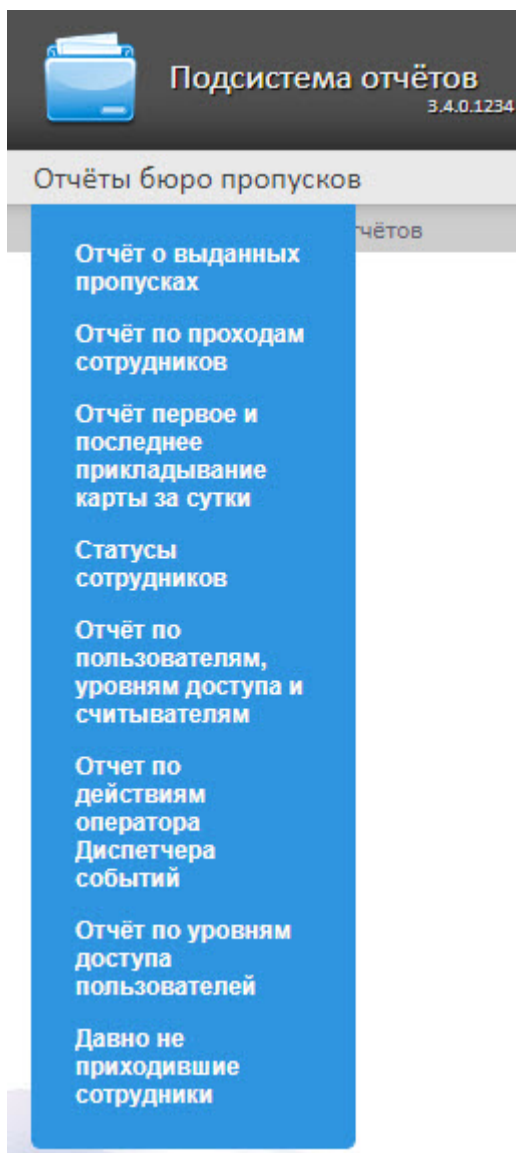 Подсистема отчётов
3.4.0.1234
Отчёты бюро пропусков
чётов
Отчёт о выданных
пропусках
Отчёт по проходам
сотрудников
Отчёт первое и
последнее
прикладывание
карты за сутки
Статусы
сотрудников
Отчёт по
пользователям,
уровням доступа и
считывателям
Отчет по
действиям
оператора
Диспетчера
событий
Отчёт по уровням
доступа
пользователей
Давно не
приходившие
сотрудники